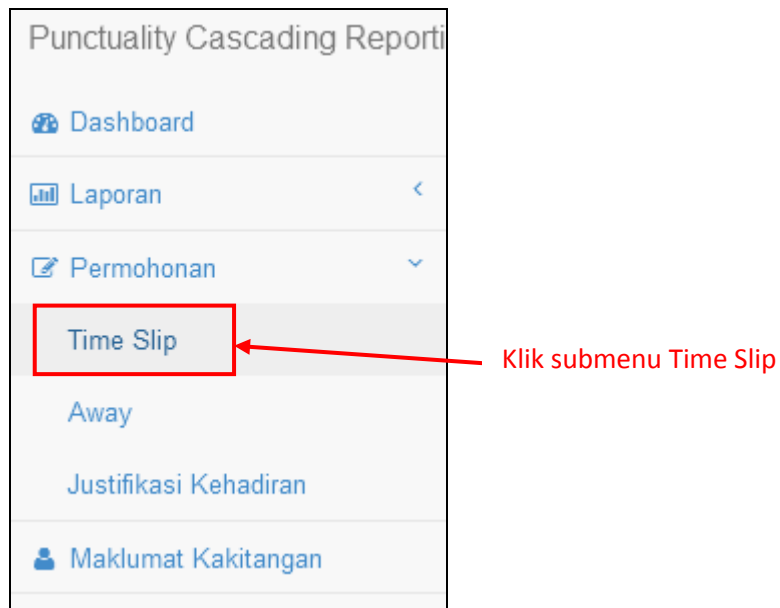 Punctuality Cascading Reporti
Dashboard
Laporan
Permohonan
Time Slip
Klik submenu Time Slip
Away
Justifikasi Kehadiran
Maklumat Kakitangan